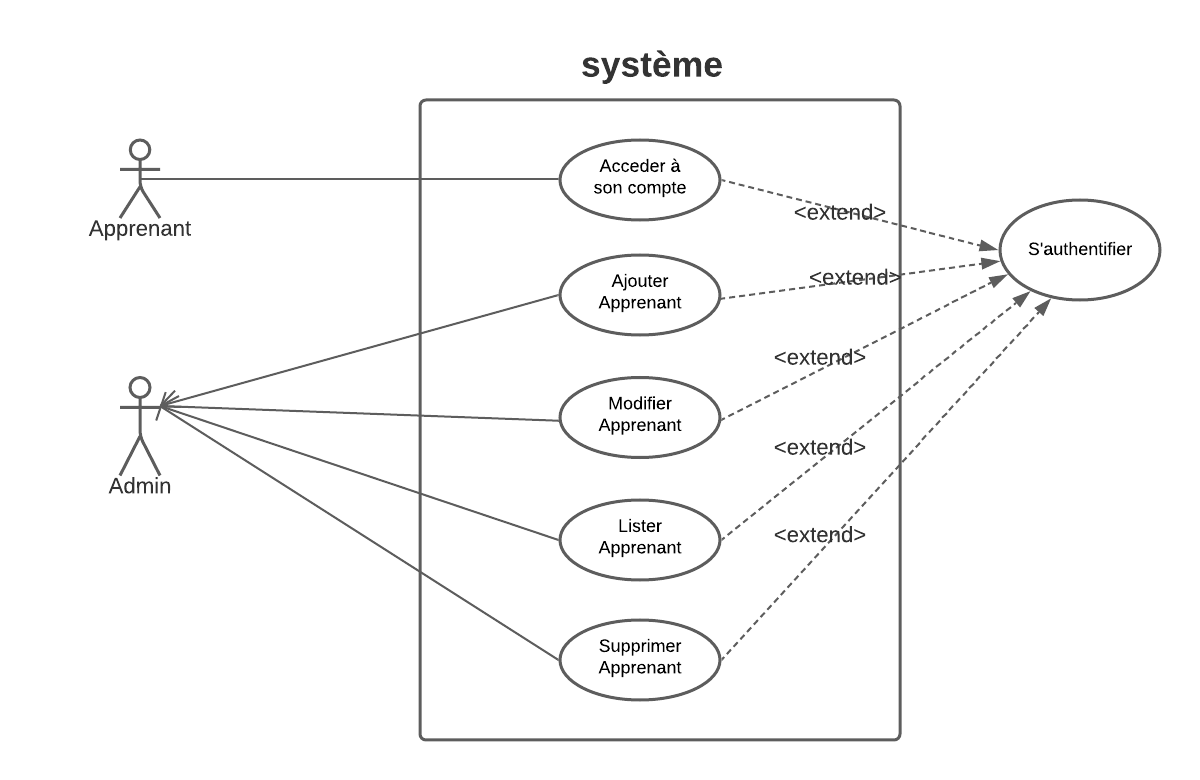 système
Acceder à
son compte
Apprenant
<extend>
S'authentifier
<extend>
Ajouter
Apprenant
<extend>
Modifier
Apprenant
<extend>
Admin
Lister
Apprenant
<extend>
Supprimer
Apprenant